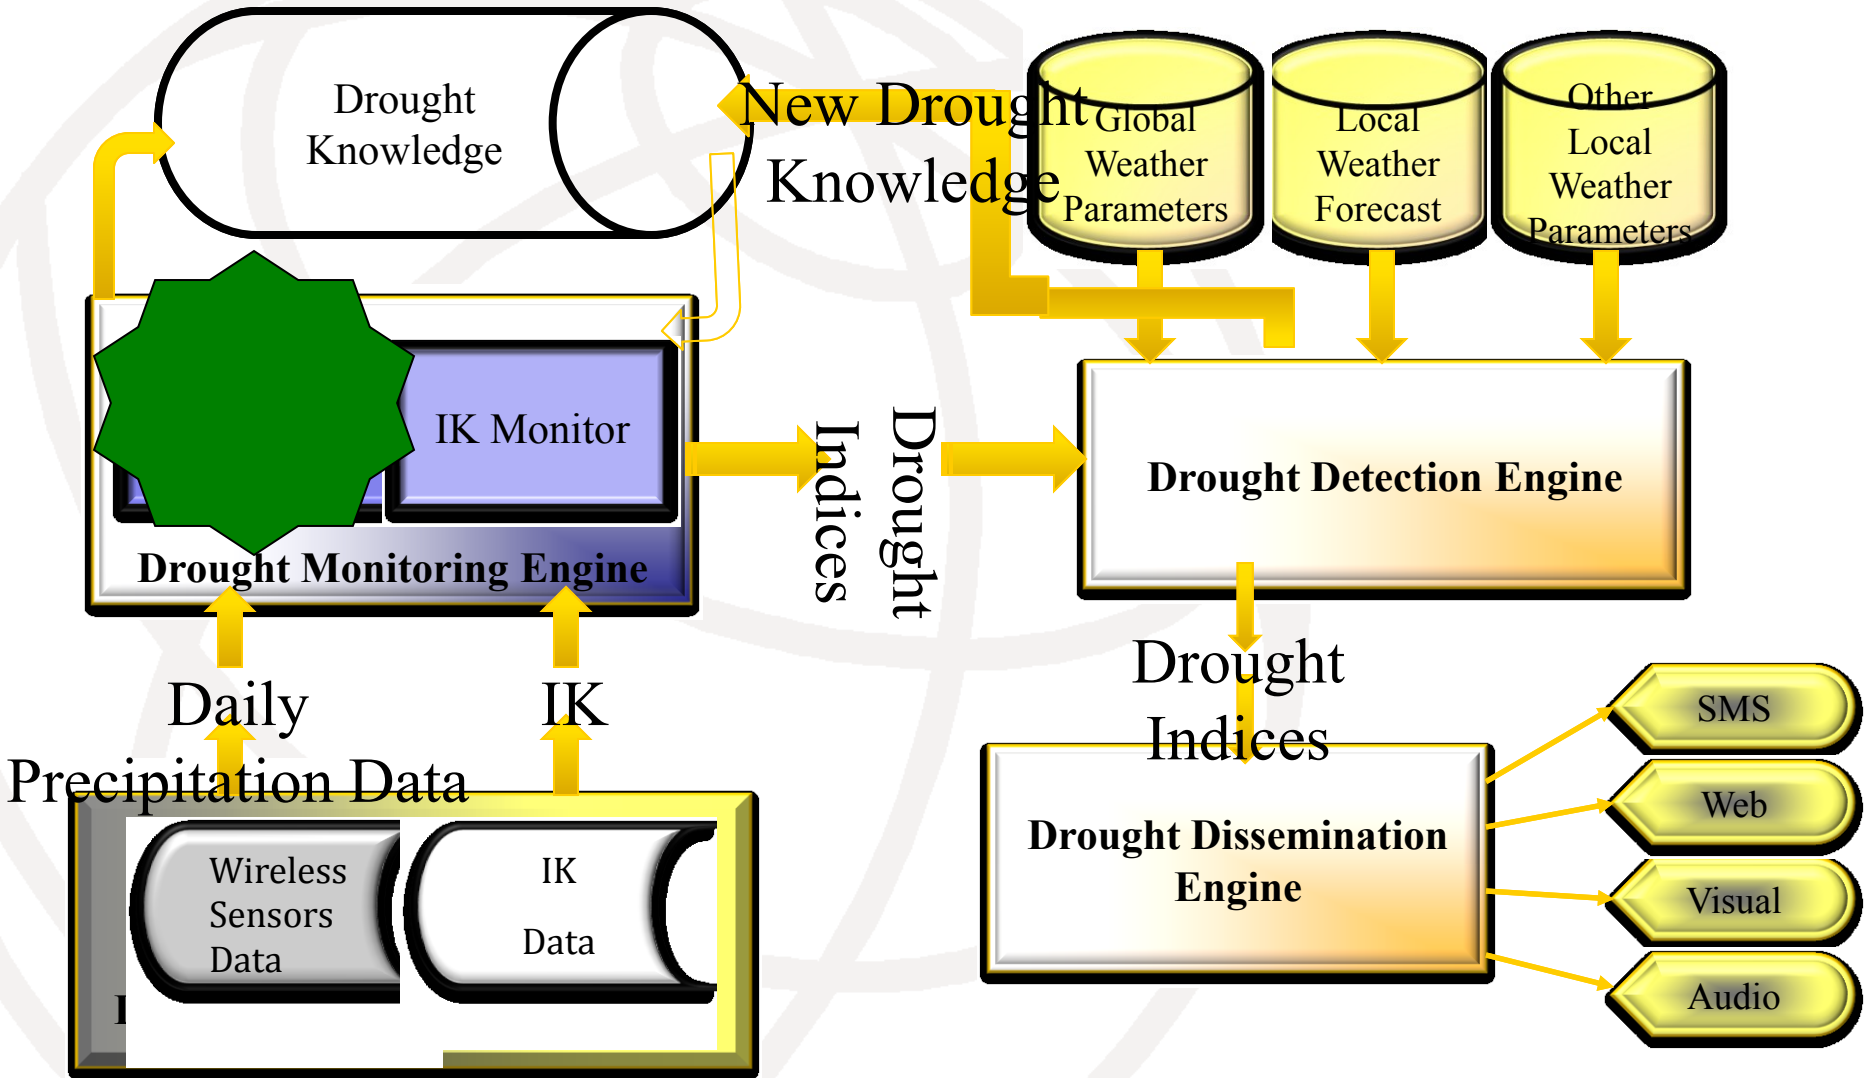 Drought
Knowledge
New Drought
Knowledge
Global
Weather
Parameters
Local
Weather
Forecast
Other
Local
Weather
Parameters
IK Monitor
Drought Monitoring Engine
Drought
Indices
Drought Detection Engine
Daily
Precipitation Data
IK
Drought
Indices
Wireless
Sensors
Data
IK
Data
Drought Dissemination
Engine
SMS
Web
Visual
Audio